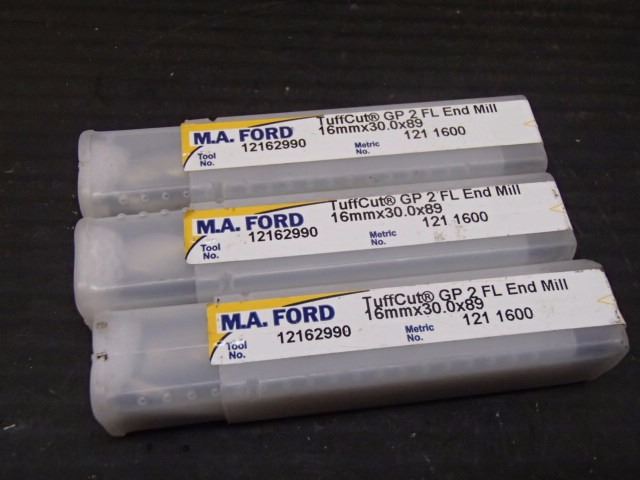 M.A. FORD
TuffCut® GP 2 FL End Mill
16mmx30.0x89
Tool No. 12162990 Metric 121 1600
M.A. FORD
TuffCut® GP 2 FL End Mill
16mmx30.0x89
Tool No. 12162990 Metric No. 121 1600
M.A. FORD
TuffCut® GP 2 FL End Mill
16mmx30.0x89
Tool No. 12162990 Metric No. 121 1600